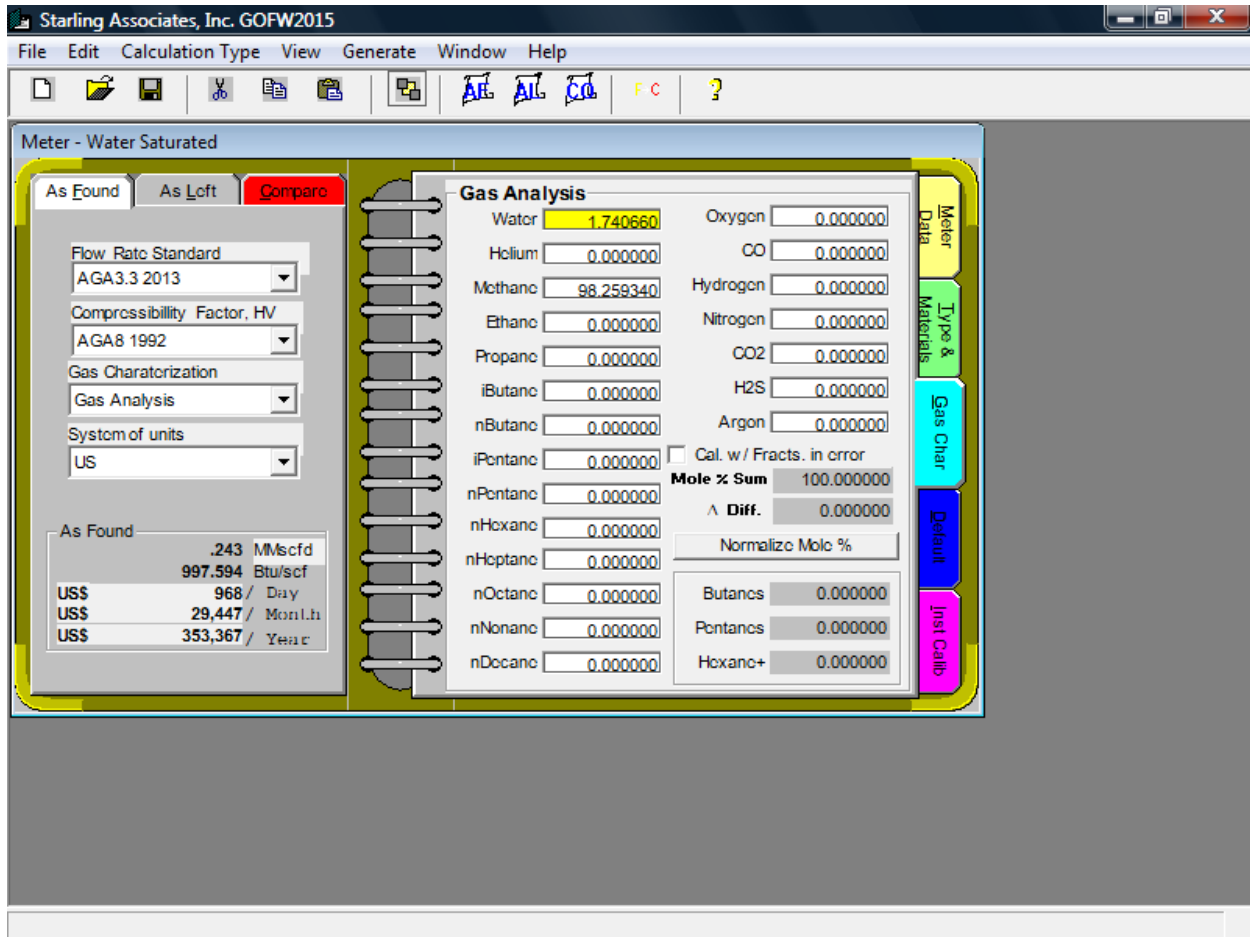 Starling Associates, Inc. GOFW2015
File Edit Calculation Type View Generate Window Help
AF AL CO F C ?
Meter - Water Saturated
As Found As Left Compare
Flow Rate Standard
AGA3.3 2013
Compressibillity Factor, HV
AGA8 1992
Gas Charaterization
Gas Analysis
System of units
US
As Found
.243 MMscfd
997.594 Btu/scf
US$ 968 / Day
US$ 29,447 / Month
US$ 353,367 / Year
Gas Analysis
Water 1.740660
Helium 0.000000
Methane 98.259340
Ethane 0.000000
Propane 0.000000
iButane 0.000000
nButane 0.000000
iPentane 0.000000
nPentane 0.000000
nHexane 0.000000
nHeptane 0.000000
nOctane 0.000000
nNonane 0.000000
nDecane 0.000000
Oxygen 0.000000
CO 0.000000
Hydrogen 0.000000
Nitrogen 0.000000
CO2 0.000000
H2S 0.000000
Argon 0.000000
Cal. w/ Fracts. in error
Mole % Sum 100.000000
Δ Diff. 0.000000
Normalize Mole %
Butanes 0.000000
Pentanes 0.000000
Hexane+ 0.000000
Meter
Data
Type &
Materials
Gas Char
Default
Inst Calib